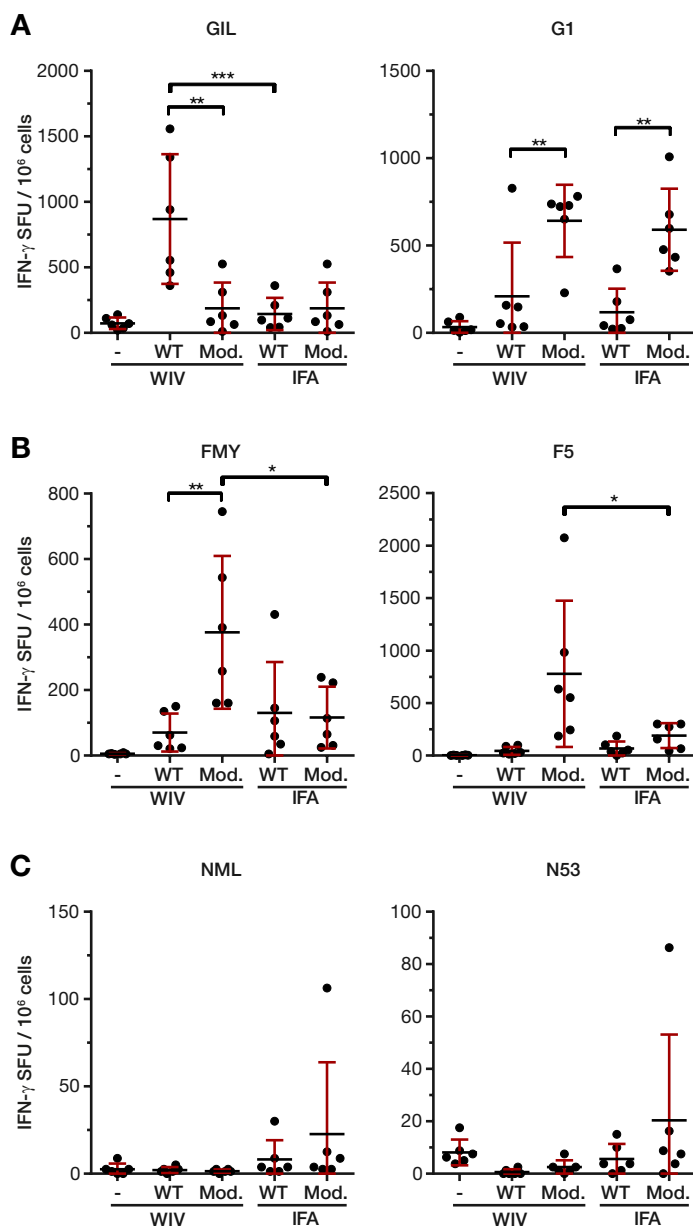 A
GIL
G1
IFN-γ SFU / 10⁶ cells
2000
1500
1000
500
0
***
**
- WT Mod. WT Mod.
WIV IFA
1500
1000
500
0
**
**
- WT Mod. WT Mod.
WIV IFA
B
FMY
F5
IFN-γ SFU / 10⁶ cells
800
600
400
200
0
**
*
- WT Mod. WT Mod.
WIV IFA
2500
2000
1500
1000
500
0
*
- WT Mod. WT Mod.
WIV IFA
C
NML
N53
IFN-γ SFU / 10⁶ cells
150
100
50
25
0
- WT Mod. WT Mod.
WIV IFA
100
80
60
40
20
0
- WT Mod. WT Mod.
WIV IFA